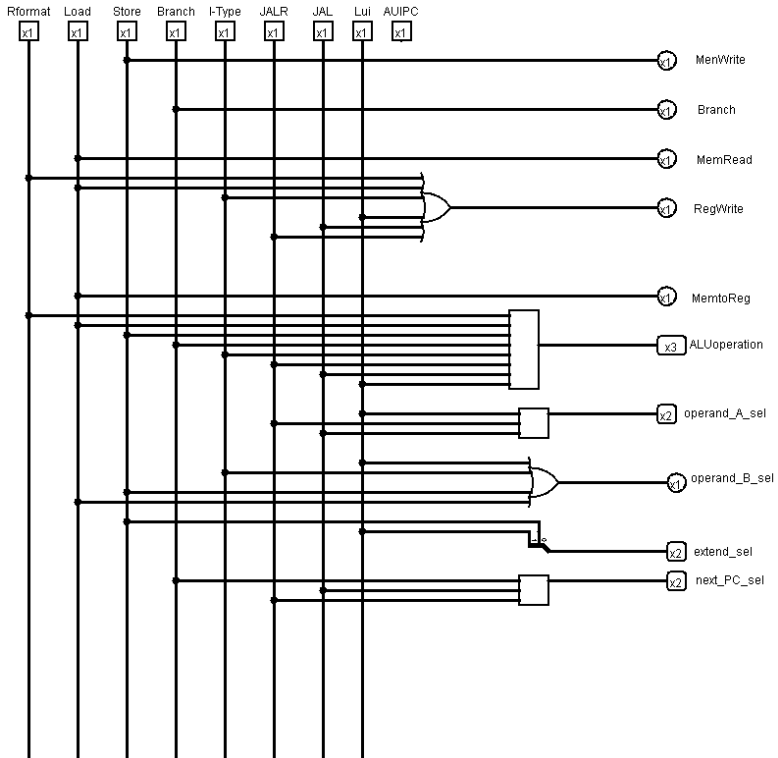 Rformat Load Store Branch I-Type JALR JAL Lui AUIPC
x1 x1 x1 x1 x1 x1 x1 x1 x1
x1 MenWrite
x1 Branch
x1 MemRead
x1 RegWrite
x1 MemtoReg
x3 ALUoperation
x2 operand_A_sel
x1 operand_B_sel
x2 extend_sel
x2 next_PC_sel